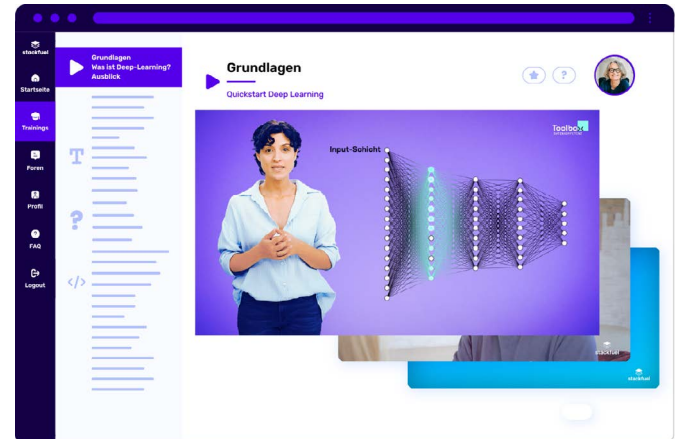 stackfuel
Startseite
Trainings
Foren
Profil
FAQ
Logout
Grundlagen
Was ist Deep-Learning?
Ausblick
T
?
</>
Grundlagen
Quickstart Deep Learning
?
Input-Schicht
Toolbox
stackfuel
stackfuel